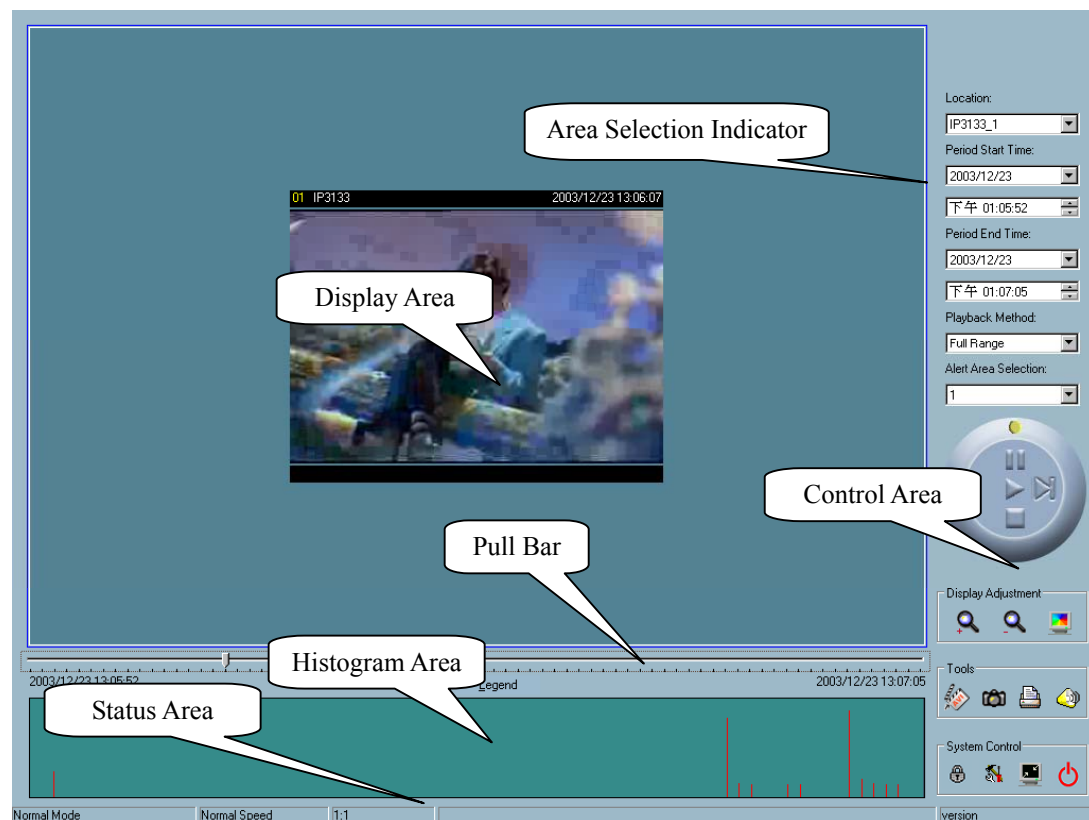 Area Selection Indicator
01 IP3133 2003/12/23 13:06:07
Display Area
Location:
IP3133_1
Period Start Time:
2003/12/23
下午 01:05:52
Period End Time:
2003/12/23
下午 01:07:05
Playback Method:
Full Range
Alert Area Selection:
1
Control Area
Pull Bar
Display Adjustment
Histogram Area
2003/12/23 13:05:52
Legend
2003/12/23 13:07:05
Tools
AVI
Status Area
System Control
Normal Mode
Normal Speed
1:1
version